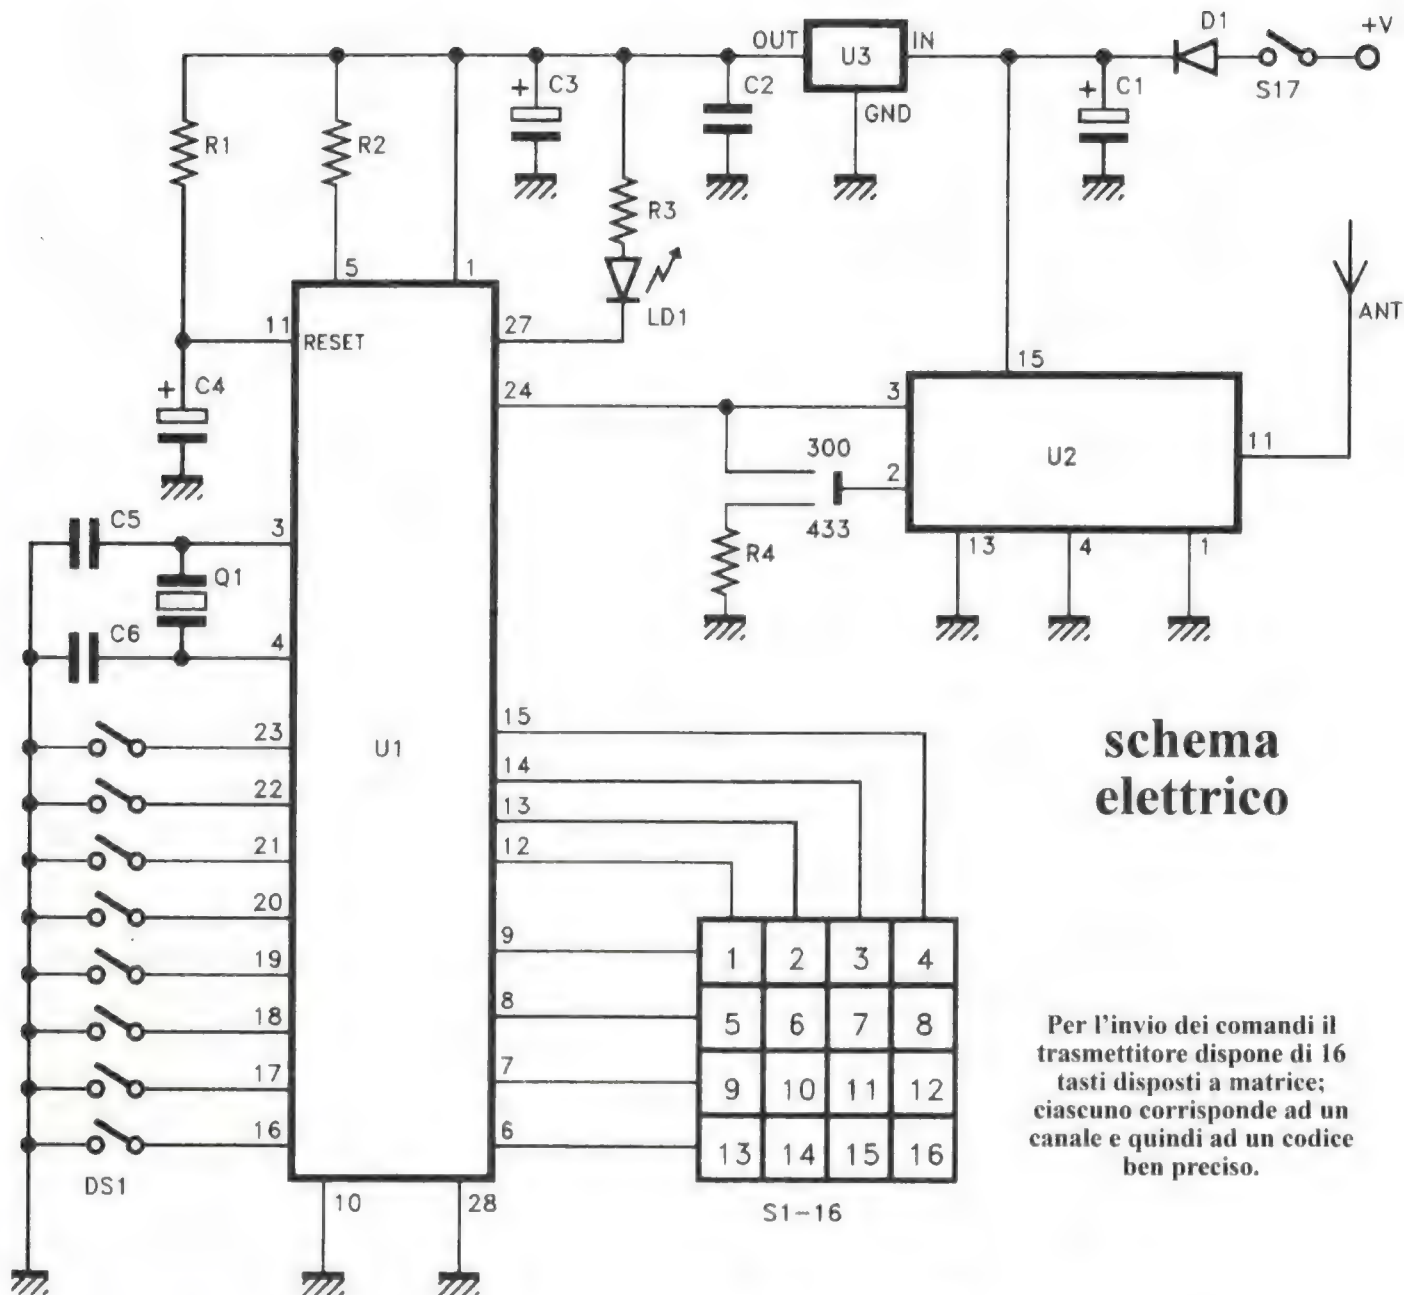 D1
+V
OUT
U3
IN
S17
C3
C2
C1
GND
R1
R2
R3
5
1
LD1
ANT
11
RESET
27
15
C4
24
3
300
U2
11
2
C5
3
433
R4
13
4
1
Q1
C6
4
15
23
U1
schema
elettrico
14
22
13
21
12
20
9
1 2 3 4
19
8
5 6 7 8
18
7
9 10 11 12
17
6
13 14 15 16
16
DS1
10
28
S1-16
+
+
+
Per l'invio dei comandi il
trasmettitore dispone di 16
tasti disposti a matrice;
ciascuno corrisponde ad un
canale e quindi ad un codice
ben preciso.